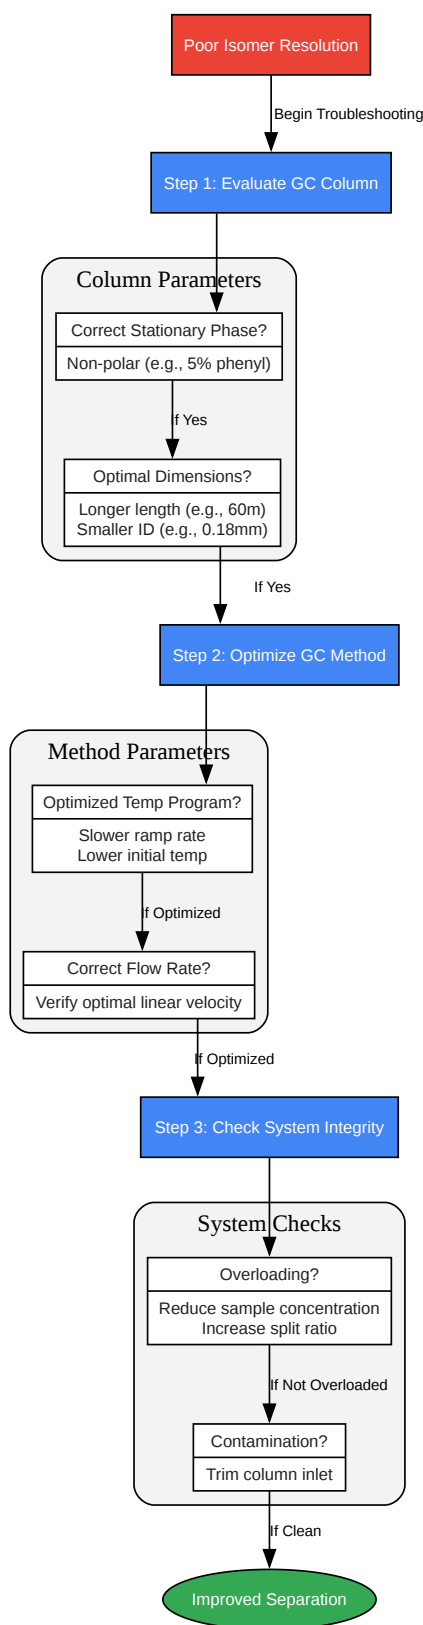 Poor Isomer Resolution
Begin Troubleshooting
Step 1: Evaluate GC Column
Column Parameters
Correct Stationary Phase?
Non-polar (e.g., 5% phenyl)
If Yes
Optimal Dimensions?
Longer length (e.g., 60m)
Smaller ID (e.g., 0.18mm)
If Yes
Step 2: Optimize GC Method
Method Parameters
Optimized Temp Program?
Slower ramp rate
Lower initial temp
If Optimized
Correct Flow Rate?
Verify optimal linear velocity
If Optimized
Step 3: Check System Integrity
System Checks
Overloading?
Reduce sample concentration
Increase split ratio
If Not Overloaded
Contamination?
Trim column inlet
If Clean
Improved Separation